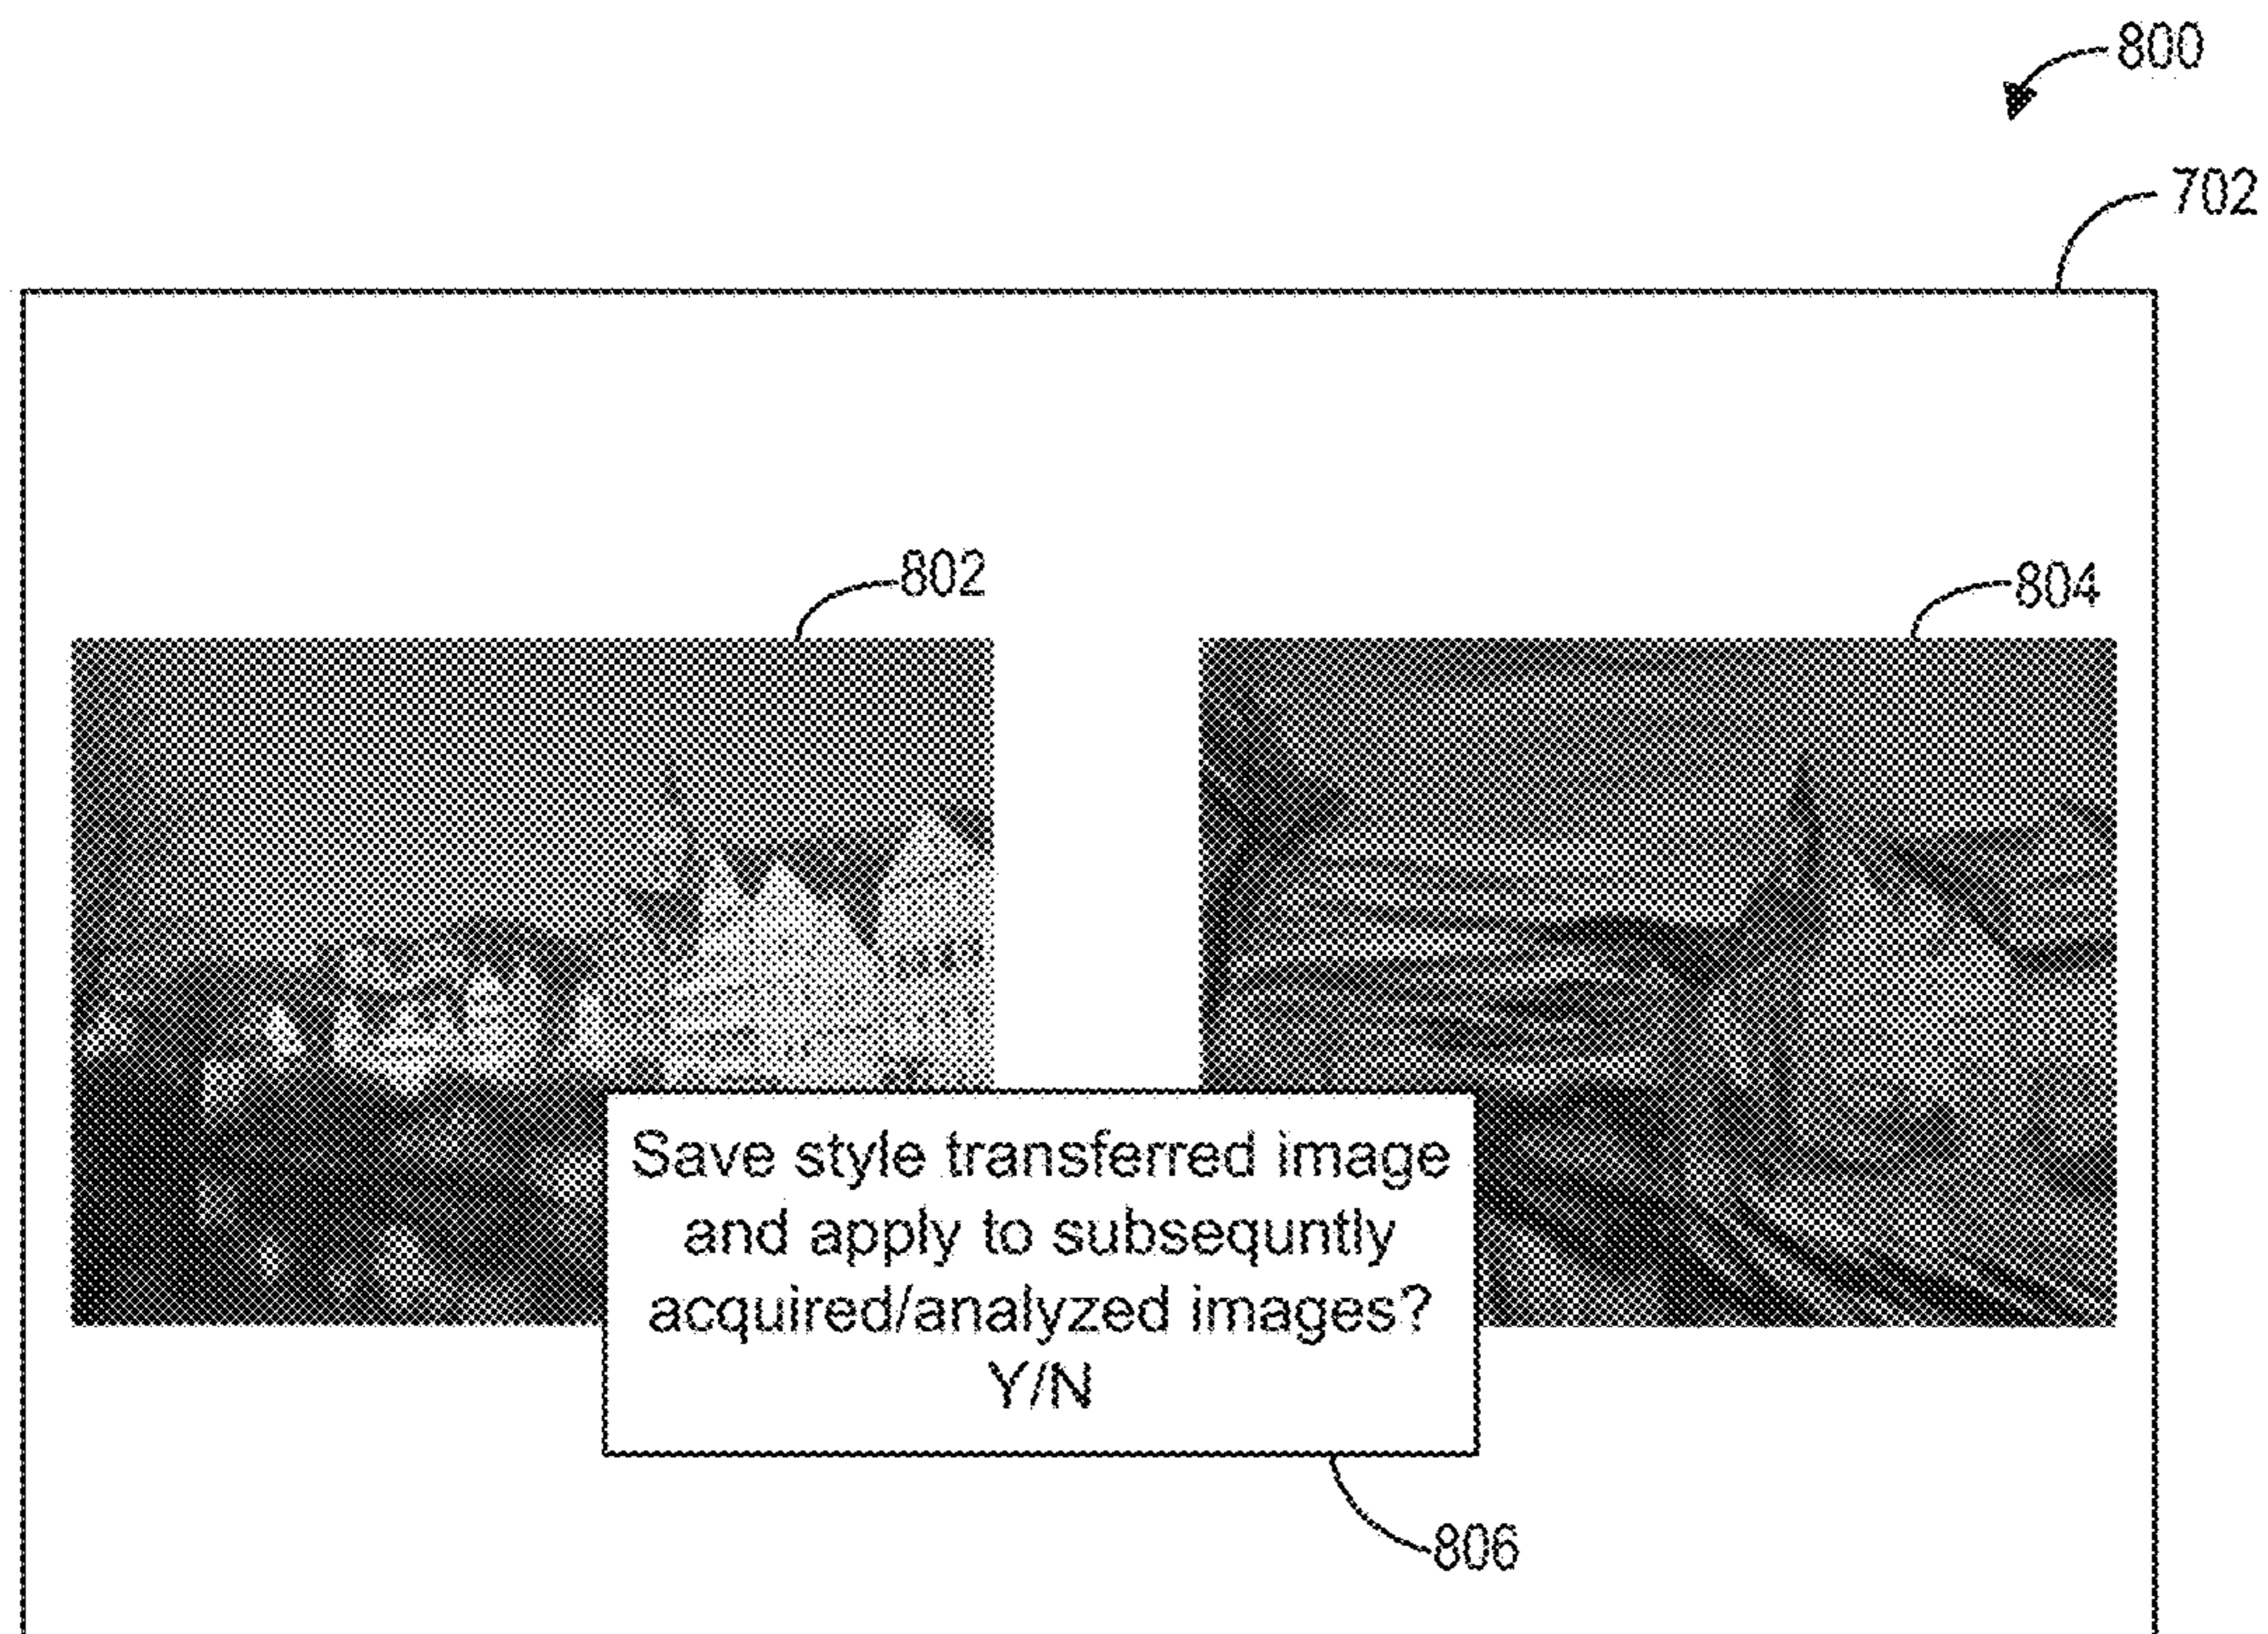 800
702
802
804
Save style transferred image
and apply to subsequntly
acquired/analyzed images?
Y/N
806